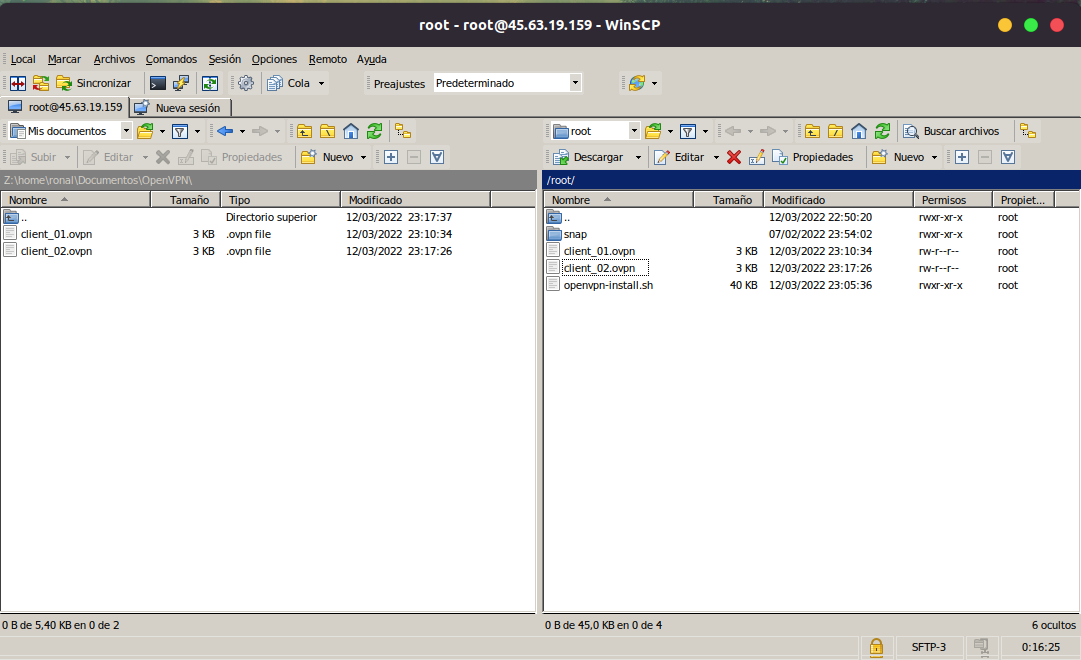 root - root@45.63.19.159 - WinSCP
Local Marcar Archivos Comandos Sesión Opciones Remoto Ayuda
Sincronizar Cola Preajustes Predeterminado
root@45.63.19.159 Nueva sesión
Mis documentos root Buscar archivos
Subir Editar Propiedades Nuevo Descargar Editar Propiedades Nuevo
Z:\home\ronal\Documentos\OpenVPN\ /root/
Nombre Tamaño Tipo Modificado Nombre Tamaño Modificado Permisos Propiet...
.. Directorio superior 12/03/2022 23:17:37 .. 12/03/2022 22:50:20 rwxr-xr-x root
client_01.ovpn 3 KB .ovpn file 12/03/2022 23:10:34 snap 07/02/2022 23:54:02 rwxr-xr-x root
client_02.ovpn 3 KB .ovpn file 12/03/2022 23:17:26 client_01.ovpn 3 KB 12/03/2022 23:10:34 rw-r--r-- root
client_02.ovpn 3 KB 12/03/2022 23:17:26 rw-r--r-- root
openvpn-install.sh 40 KB 12/03/2022 23:05:36 rwxr-xr-x root
0 B de 5,40 KB en 0 de 2 0 B de 45,0 KB en 0 de 4 6 ocultos
SFTP-3 0:16:25